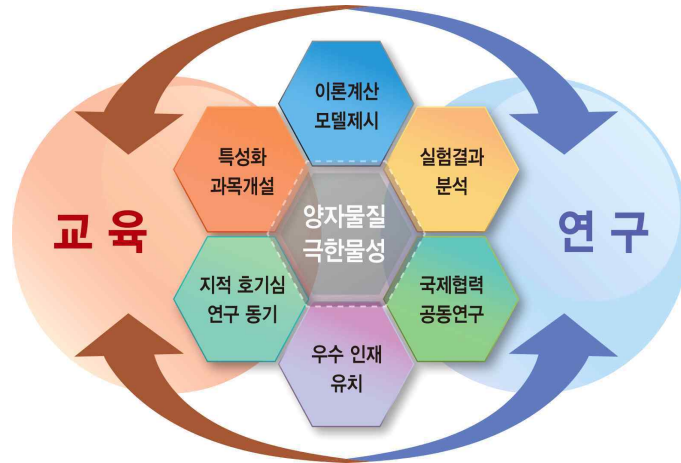 이론계산
모델제시
특성화
과목개설
실험결과
분석
양자물질
극한물성
교육
연구
지적 호기심
연구 동기
국제협력
공동연구
우수 인재
유치